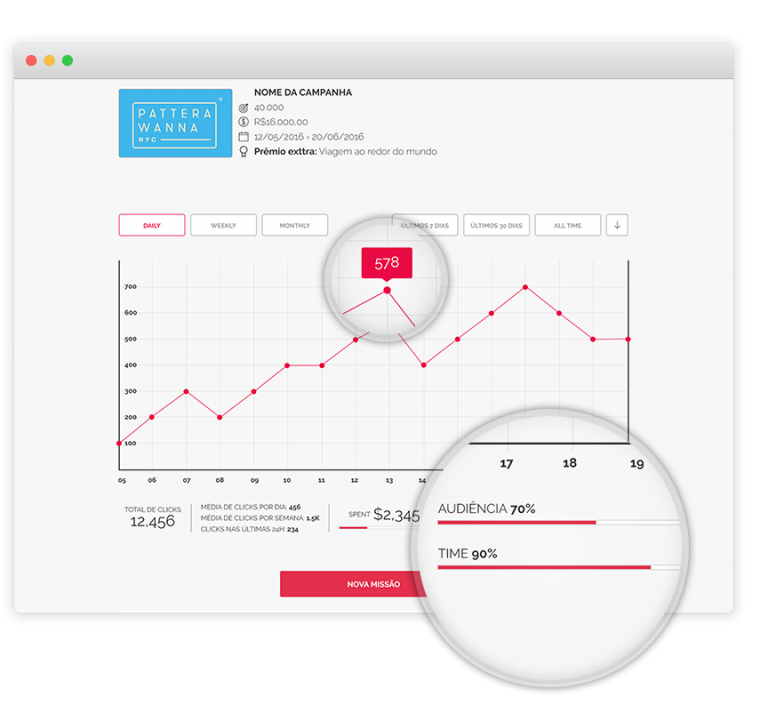 NOME DA CAMPANHA
40.000
R$16.000,00
12/05/2016 > 20/06/2016
Prêmio exttra: Viagem ao redor do mundo
PATTERA
WANNA
NYC
DAILY WEEKLY MONTHLY ÚLTIMOS 7 DIAS ÚLTIMOS 30 DIAS ALL TIME
578
700
600
500
400
300
200
100
05 06 07 08 09 10 11 12 13 14 17 18 19
TOTAL DE CLICKS
12,456
MÉDIA DE CLICKS POR DIA: 456
MÉDIA DE CLICKS POR SEMANA: 1,5K
CLICKS NAS ÚLTIMAS 24H: 234
SPENT $2,345
AUDIÊNCIA 70%
TIME 90%
NOVA MISSÃO